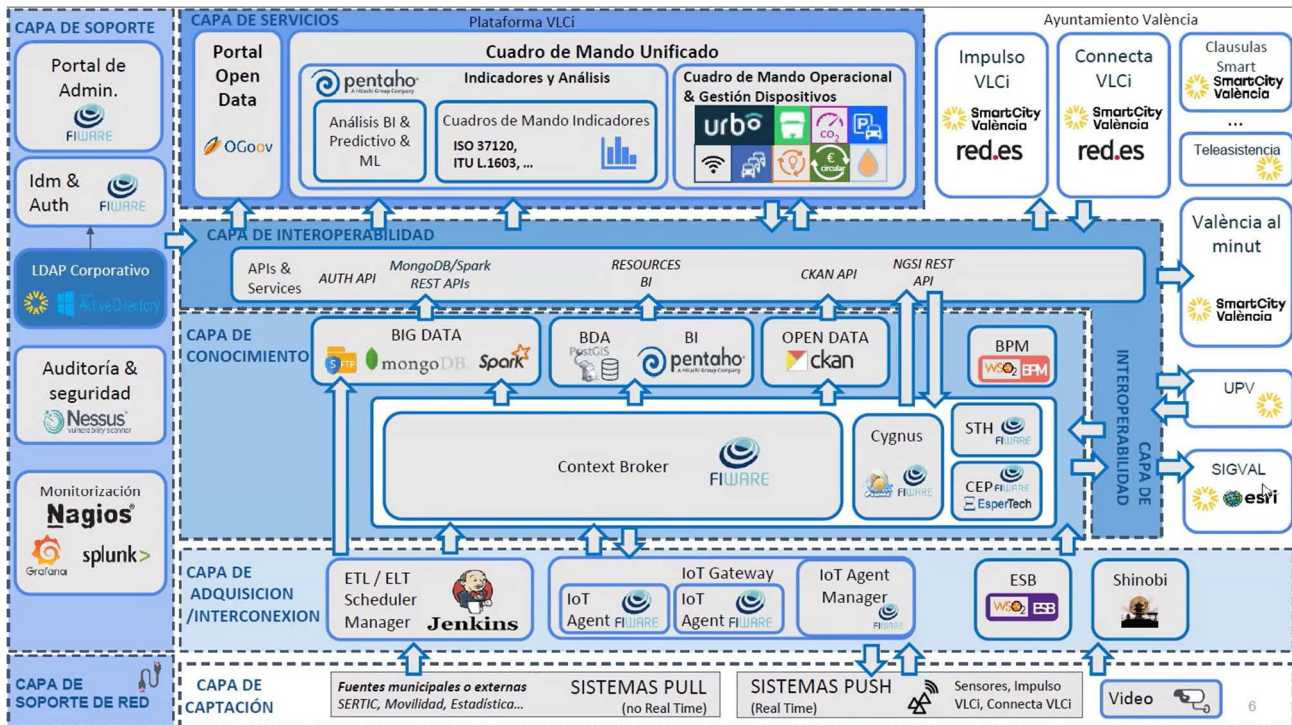 CAPA DE SOPORTE
Portal de
Admin.
FIWARE
Idm &
Auth
FIWARE
LDAP Corporativo
Active Directory
Auditoría &
seguridad
Nessus
vulnerability scanner
Monitorización
Nagios
Grafana
splunk>
CAPA DE
SOPORTE DE RED
CAPA DE SERVICIOS
Plataforma VLCi
Portal
Open
Data
OGoov
Cuadro de Mando Unificado
pentaho
A Hitachi Group Company
Indicadores y Análisis
Análisis BI &
Predictivo &
ML
Cuadros de Mando Indicadores
ISO 37120,
ITU L.1603, ...
Cuadro de Mando Operacional
& Gestión Dispositivos
urbo
CO2
P
€
circular
Ayuntamiento València
Impulso
VLCi
SmartCity
València
red.es
Connecta
VLCi
SmartCity
València
red.es
Clausulas
Smart
SmartCity
València
...
Teleasistencia
València al
minut
SmartCity
València
UPV
SIGVAL
esri
CAPA DE INTEROPERABILIDAD
APIs &
Services
AUTH API
MongoDB/Spark
REST APIs
RESOURCES
BI
CKAN API
NGSI REST
API
CAPA DE
INTEROPERABILIDAD
CAPA DE
CONOCIMIENTO
BIG DATA
SFTP
mongoDB
Spark
BDA
PostGIS
BI
pentaho
A Hitachi Group Company
OPEN DATA
ckan
BPM
WSO2 BPM
Context Broker
FIWARE
Cygnus
FIWARE
STH
FIWARE
CEP FIWARE
EsperTech
CAPA DE
ADQUISICION
/INTERCONEXION
ETL / ELT
Scheduler
Manager
Jenkins
IoT Gateway
IoT
Agent FIWARE
IoT
Agent FIWARE
IoT Agent
Manager
FIWARE
ESB
WSO2 ESB
Shinobi
CAPA DE
CAPTACIÓN
Fuentes municipales o externas
SERTIC, Movilidad, Estadística...
SISTEMAS PULL
(no Real Time)
SISTEMAS PUSH
(Real Time)
Sensores, Impulso
VLCi, Connecta VLCi
Video
6